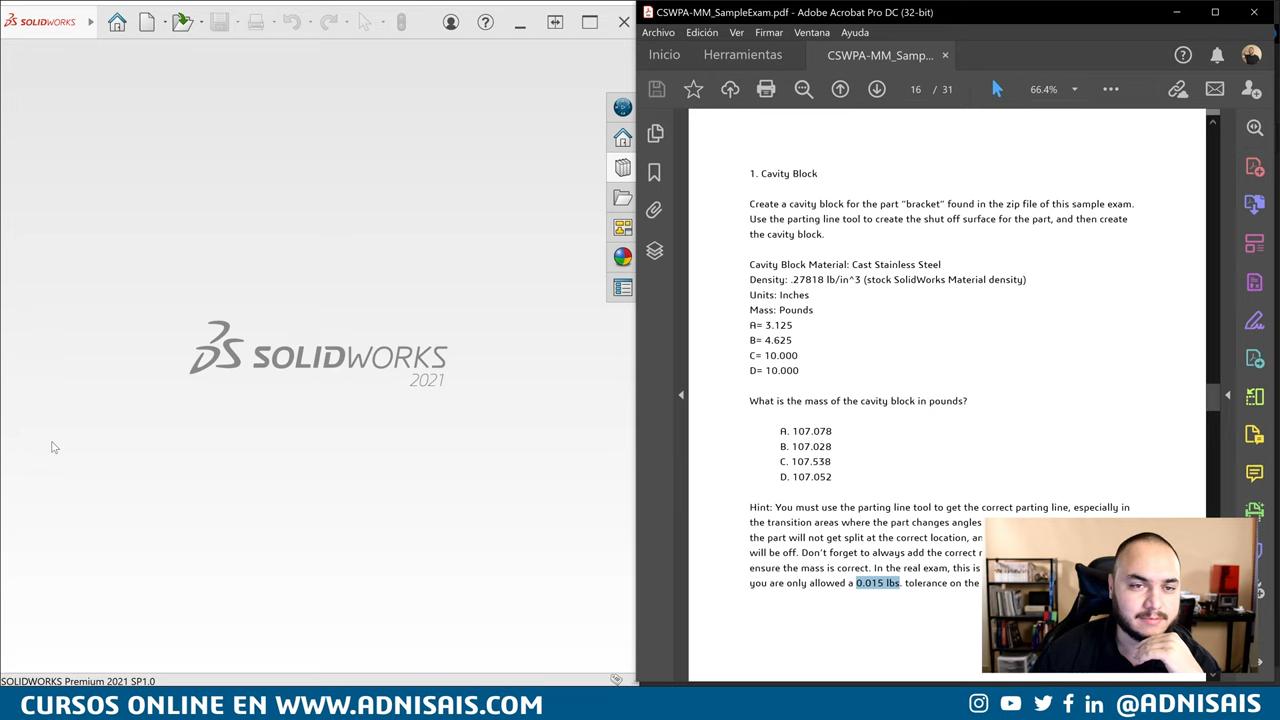 SOLIDWORKS
CSWPA-MM_SampleExam.pdf - Adobe Acrobat Pro DC (32-bit)
Archivo Edición Ver Firmar Ventana Ayuda
Inicio Herramientas CSWPA-MM_Samp...
16 / 31 66.4%
1. Cavity Block
Create a cavity block for the part "bracket" found in the zip file of this sample exam.
Use the parting line tool to create the shut off surface for the part, and then create
the cavity block.
Cavity Block Material: Cast Stainless Steel
Density: .27818 lb/in^3 (stock SolidWorks Material density)
Units: Inches
Mass: Pounds
A= 3.125
B= 4.625
C= 10.000
D= 10.000
What is the mass of the cavity block in pounds?
A. 107.078
B. 107.028
C. 107.538
D. 107.052
Hint: You must use the parting line tool to get the correct parting line, especially in
the transition areas where the part changes angles
the part will not get split at the correct location, an
will be off. Don't forget to always add the correct
ensure the mass is correct. In the real exam, this is
you are only allowed a 0.015 lbs. tolerance on the
SOLIDWORKS
2021
SOLIDWORKS Premium 2021 SP1.0
CURSOS ONLINE EN WWW.ADNISAIS.COM
@ADNISAIS